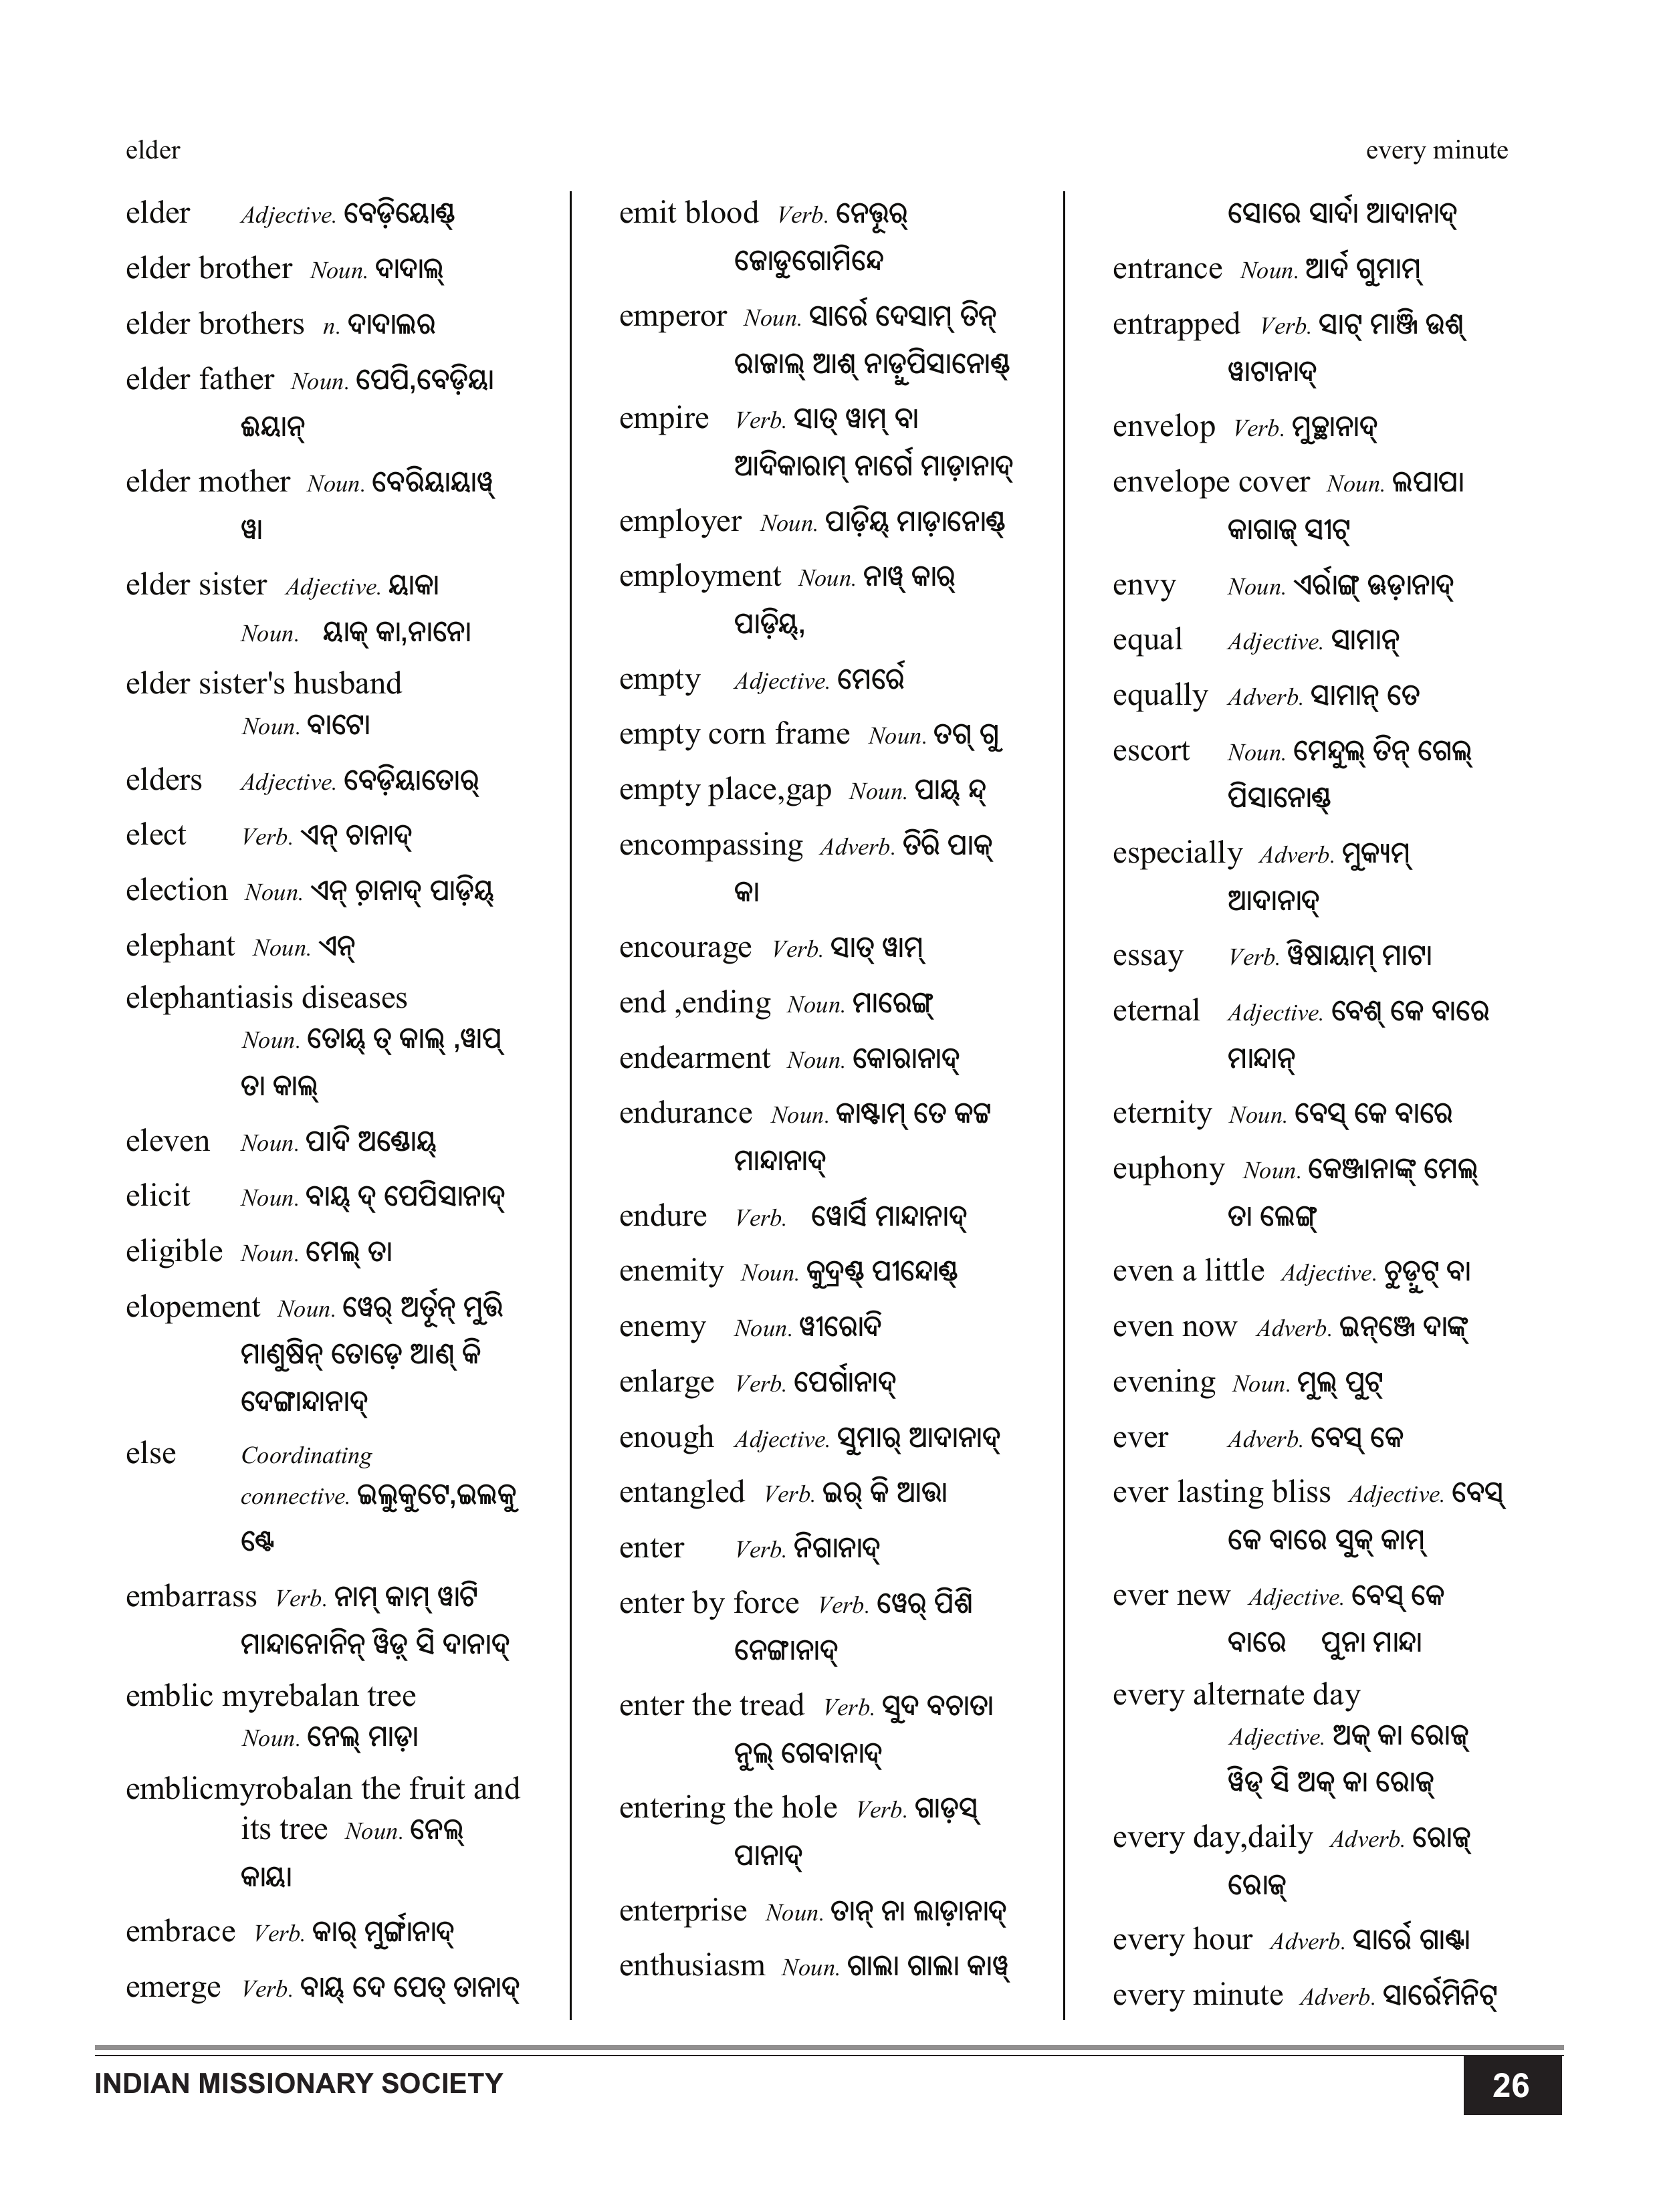 elder
every minute
elder Adjective. ବେଡ଼ିୟୋଣ୍ଡ୍
elder brother Noun. ଦାଦାଲ୍
elder brothers n. ଦାଦାଲର
elder father Noun. ପେପି,ବେଡ଼ିୟା
ଈୟାନ୍
elder mother Noun. ବେରିୟାୟାୱ୍
ୱା
elder sister Adjective. ୟାକା
Noun. ୟାକ୍ କା,ନାନୋ
elder sister's husband
Noun. ବାଟୋ
elders Adjective. ବେଡ଼ିୟାତୋର୍
elect Verb. ଏନ୍ ଚାନାଦ୍
election Noun. ଏନ୍ ଚ଼ାନାଦ୍ ପାଡ଼ିୟ୍
elephant Noun. ଏନ୍
elephantiasis diseases
Noun. ତୋୟ୍ ତ୍ କାଲ୍ ,ୱାପ୍
ତା କାଲ୍
eleven Noun. ପାଦି ଅଣ୍ଡୋୟ୍
elicit Noun. ବାୟ୍ ଦ୍ ପେପିସାନାଦ୍
eligible Noun. ମେଲ୍ ତା
elopement Noun. ୱେର୍ ଅର୍ତୂନ୍ ମୁତ୍ତି
ମାଣୁଷିନ୍ ତୋଡେ଼ ଆଣ୍ କି
ଦେଙ୍ଗାନ୍ଦାନାଦ୍
else Coordinating
connective. ଇଲୁକୁଟେ,ଇଲକୁ
ଣ୍ଟେ
embarrass Verb. ନାମ୍ କାମ୍ ୱାଟି
ମାନ୍ଦାନୋନିନ୍ ୱିଡ଼୍ ସି ଦାନାଦ୍
emblic myrebalan tree
Noun. ନେଲ୍ ମାଡ଼ା
emblicmyrobalan the fruit and
its tree Noun. ନେଲ୍
କାୟା
embrace Verb. କାର୍ ମୁର୍ଙ୍ଗାନାଦ୍
emerge Verb. ବାୟ୍ ଦେ ପେତ୍ ତାନାଦ୍
emit blood Verb. ନେତ୍ତୂର୍
ଜୋଡୁଗୋମିନ୍ଦେ
emperor Noun. ସାର୍ରେ ଦେସାମ୍ ତିନ୍
ରାଜାଲ୍ ଆଶ୍ ନାଡ଼ୁପିସାନୋଣ୍ଡ୍
empire Verb. ସାତ୍ ୱାମ୍ ବା
ଆଦିକାରାମ୍ ନାର୍ଗେ ମାଡ଼ାନାଦ୍
employer Noun. ପାଡ଼ିୟ୍ ମାଡ଼ାନୋଣ୍ଡ୍
employment Noun. ନାୱ୍ କାର୍
ପାଡ଼ିୟ୍,
empty Adjective. ମେର୍ରେ
empty corn frame Noun. ତଗ୍ ଗୁ
empty place,gap Noun. ପାୟ୍ ନ୍ଦ୍
encompassing Adverb. ତିରି ପାକ୍
କା
encourage Verb. ସାତ୍ ୱାମ୍
end ,ending Noun. ମାରେଙ୍ଗ୍
endearment Noun. କୋରାନାଦ୍
endurance Noun. କାଷ୍ଟାମ୍ ତେ କଟ୍ଟ
ମାନ୍ଦାନାଦ୍
endure Verb. ୱୋର୍ସି ମାନ୍ଦାନାଦ୍
enemity Noun. କୁଦ୍ରଣ୍ଡ୍ ପୀନ୍ଦୋଣ୍ଡ୍
enemy Noun. ୱୀରୋଦି
enlarge Verb. ପେର୍ଗାନାଦ୍
enough Adjective. ସୁମାର୍ ଆଦାନାଦ୍
entangled Verb. ଇର୍ କି ଆତ୍ତା
enter Verb. ନିଗାନାଦ୍
enter by force Verb. ୱେର୍ ପିଶି
ନେଙ୍ଗାନାଦ୍
enter the tread Verb. ସୁଦ ବଚାତା
ନୁଲ୍ ଗେବାନାଦ୍
entering the hole Verb. ଗାଡ଼ସ୍
ପାନାଦ୍
enterprise Noun. ତାନ୍ ନା ଲାଡ଼ାନାଦ୍
enthusiasm Noun. ଗାଲା ଗାଲା କାୱ୍
ସୋରେ ସାର୍ଦା ଆଦାନାଦ୍
entrance Noun. ଆର୍ଦ ଗୁମାମ୍
entrapped Verb. ସାଟ୍ ମାଞ୍ଜି ଉଶ୍
ୱାଟାନାଦ୍
envelop Verb. ମୁଚ୍ଛାନାଦ୍
envelope cover Noun. ଲପାପା
କାଗାଜ୍ ସୀଟ୍
envy Noun. ଏର୍ରାଙ୍ଗ୍ ଊଡ଼ାନାଦ୍
equal Adjective. ସାମାନ୍
equally Adverb. ସାମାନ୍ ତେ
escort Noun. ମେନ୍ଦୁଲ୍ ତିନ୍ ଗେଲ୍
ପିସାନୋଣ୍ଡ୍
especially Adverb. ମୁକ୍ୟମ୍
ଆଦାନାଦ୍
essay Verb. ୱିଷାୟାମ୍ ମାଟା
eternal Adjective. ବେଶ୍ କେ ବାରେ
ମାନ୍ଦାନ୍
eternity Noun. ବେସ୍ କେ ବାରେ
euphony Noun. କେଞ୍ଜାନାଙ୍କ୍ ମେଲ୍
ତା ଲେଙ୍ଗ୍
even a little Adjective. ଚୁଡ଼ୁଟ୍ ବା
even now Adverb. ଇନ୍ଞ୍ଜେ ଦାଙ୍କ୍
evening Noun. ମୁଲ୍ ପୁଟ୍
ever Adverb. ବେସ୍ କେ
ever lasting bliss Adjective. ବେସ୍
କେ ବାରେ ସୁକ୍ କାମ୍
ever new Adjective. ବେସ୍ କେ
ବାରେ ପୁନା ମାନ୍ଦା
every alternate day
Adjective. ଅକ୍ କା ରୋଜ୍
ୱିଡ୍ ସି ଅକ୍ କା ରୋଜ୍
every day,daily Adverb. ରୋଜ୍
ରୋଜ୍
every hour Adverb. ସାର୍ରେ ଗାଣ୍ଟା
every minute Adverb. ସାର୍ରେମିନିଟ୍
INDIAN MISSIONARY SOCIETY
26